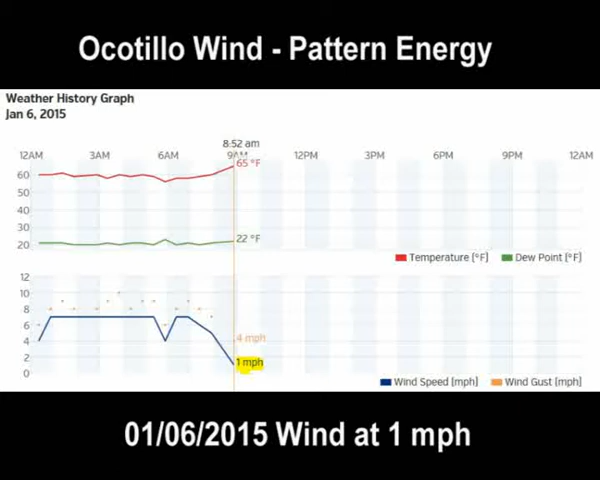 Ocotillo Wind - Pattern Energy
Weather History Graph
Jan 6, 2015
8:52 am
12AM 3AM 6AM 9AM 12PM 3PM 6PM 9PM 12AM
65 °F
60
50
40
30
22 °F
20
Temperature (°F) Dew Point (°F)
12
10
8
6
4 mph
4
1 mph
2
0
Wind Speed (mph) Wind Gust (mph)
01/06/2015 Wind at 1 mph